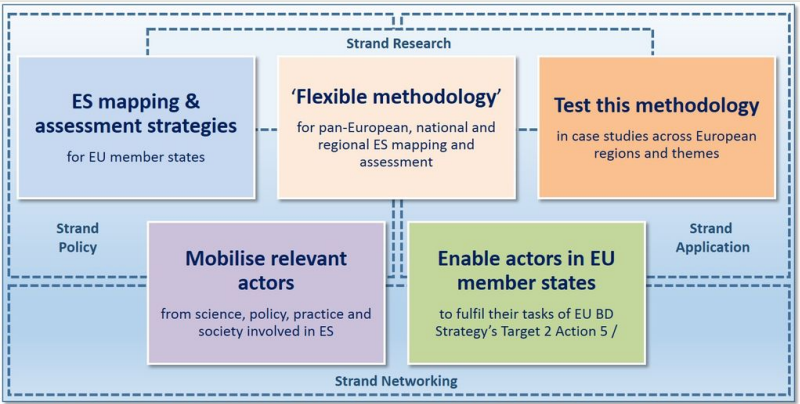 Strand Research
ES mapping &
assessment strategies
for EU member states
'Flexible methodology'
for pan-European, national and
regional ES mapping and
assessment
Test this methodology
in case studies across European
regions and themes
Strand
Policy
Mobilise relevant
actors
from science, policy, practice and
society involved in ES
Enable actors in EU
member states
to fulfil their tasks of EU BD
Strategy's Target 2 Action 5 /
Strand
Application
Strand Networking